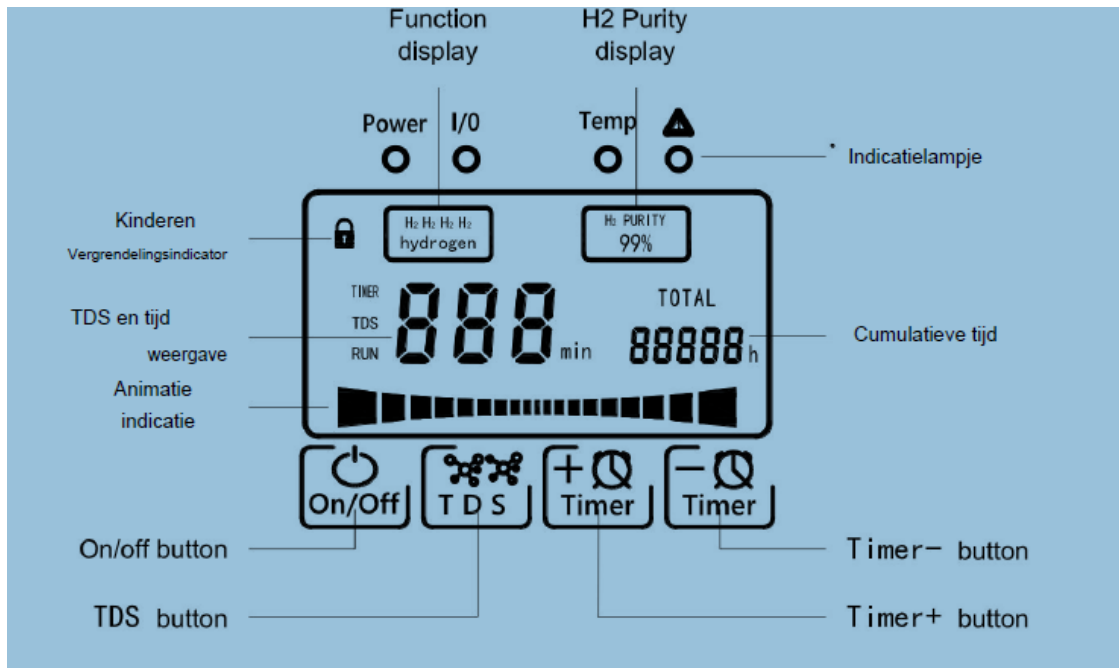 Function
display
H2 Purity
display
Power I/0
Temp
* Indicatielampje
Kinderen
Vergrendelingsindicator
H₂ H₂ H₂ H₂
hydrogen
H₂ PURITY
99%
TIMER
TDS
RUN
888 min
TOTAL
88888 h
TDS en tijd
weergave
Cumulatieve tijd
Animatie
indicatie
On/Off
TDS
+ Timer
- Timer
On/off button
Timer- button
TDS button
Timer+ button